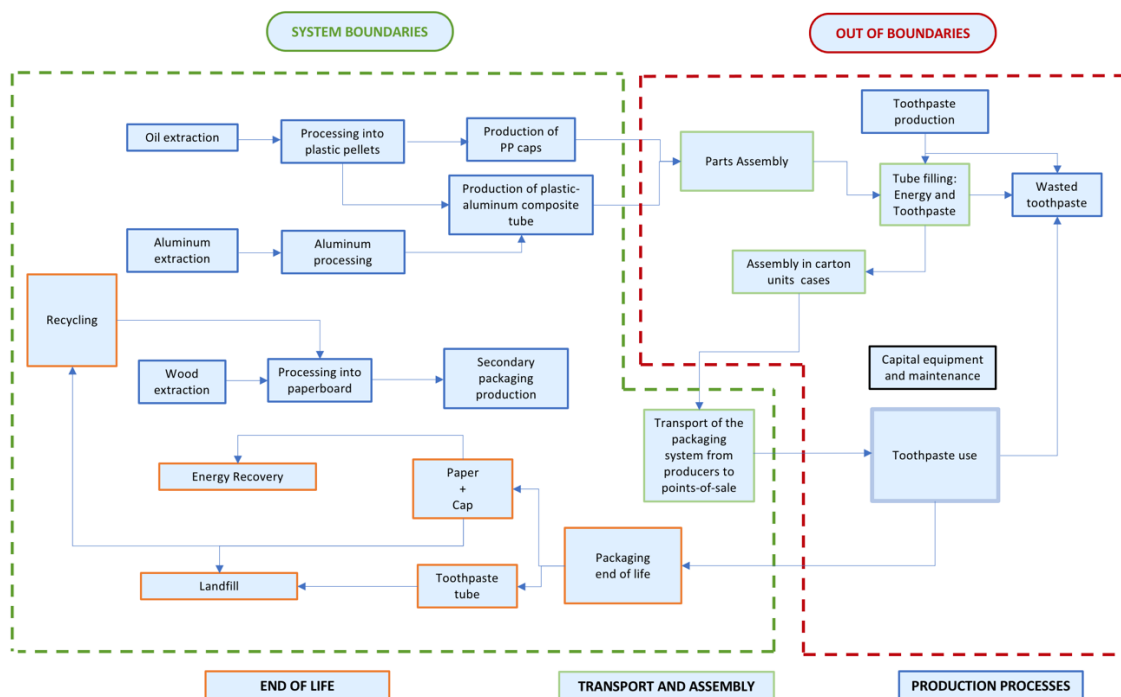 SYSTEM BOUNDARIES
OUT OF BOUNDARIES
Oil extraction
Processing into
plastic pellets
Production of
PP caps
Production of plastic-
aluminum composite
tube
Aluminum
extraction
Aluminum
processing
Parts Assembly
Toothpaste
production
Tube filling:
Energy and
Toothpaste
Wasted
toothpaste
Assembly in carton
units cases
Recycling
Wood
extraction
Processing into
paperboard
Secondary
packaging
production
Capital equipment
and maintenance
Transport of the
packaging
system from
producers to
points-of-sale
Toothpaste use
Energy Recovery
Paper
+
Cap
Packaging
end of life
Toothpaste
tube
Landfill
END OF LIFE
TRANSPORT AND ASSEMBLY
PRODUCTION PROCESSES